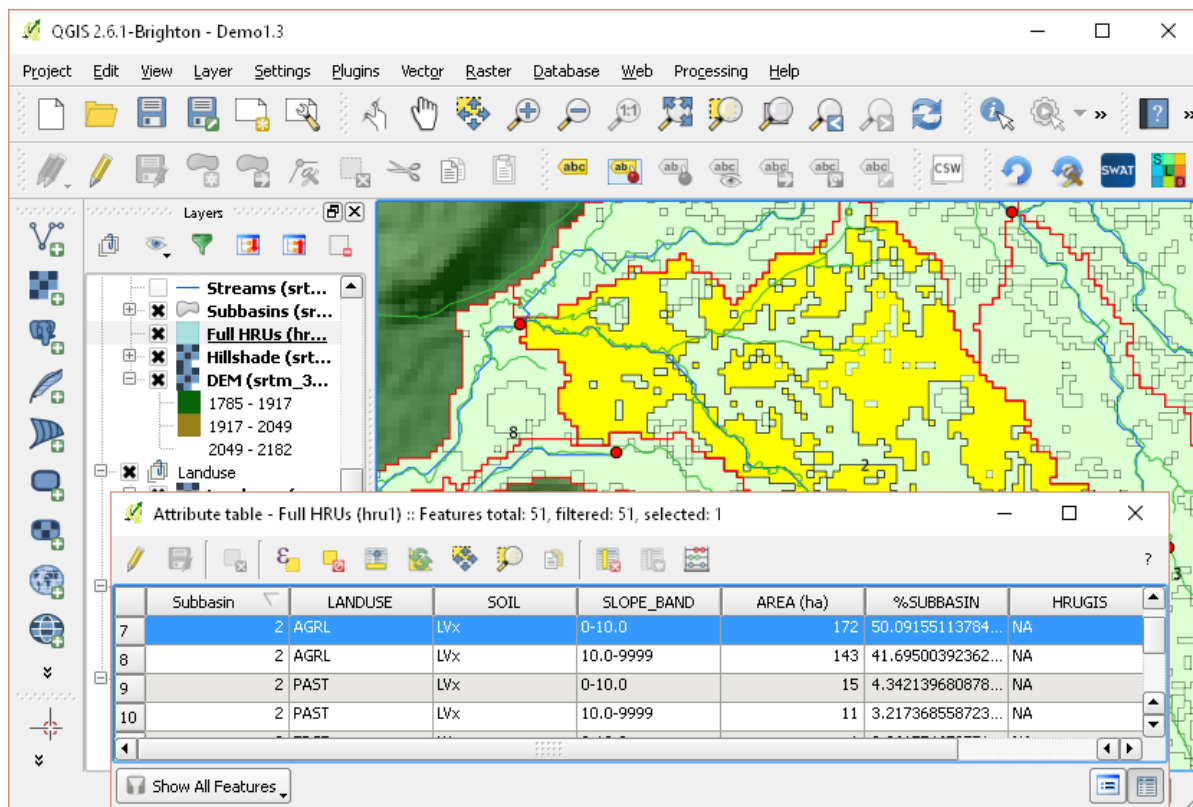 QGIS 2.6.1-Brighton - Demo1.3
Project Edit View Layer Settings Plugins Vector Raster Database Web Processing Help
1:1
abc ab abc abc abc abc CSW SWAT S L D
Layers
Streams (srt...
Subbasins (sr...
Full HRUs (hr...
Hillshade (srt...
DEM (srtm_3...
1785 - 1917
1917 - 2049
2049 - 2182
Landuse
8
2
3
Attribute table - Full HRUs (hru1) :: Features total: 51, filtered: 51, selected: 1
?
Subbasin LANDUSE SOIL SLOPE_BAND AREA (ha) %SUBBASIN HRUGIS
7 2 AGRL LVx 0-10.0 172 50.09155113784... NA
8 2 AGRL LVx 10.0-9999 143 41.69500392362... NA
9 2 PAST LVx 0-10.0 15 4.342139680878... NA
10 2 PAST LVx 10.0-9999 11 3.217368558723... NA
Show All Features